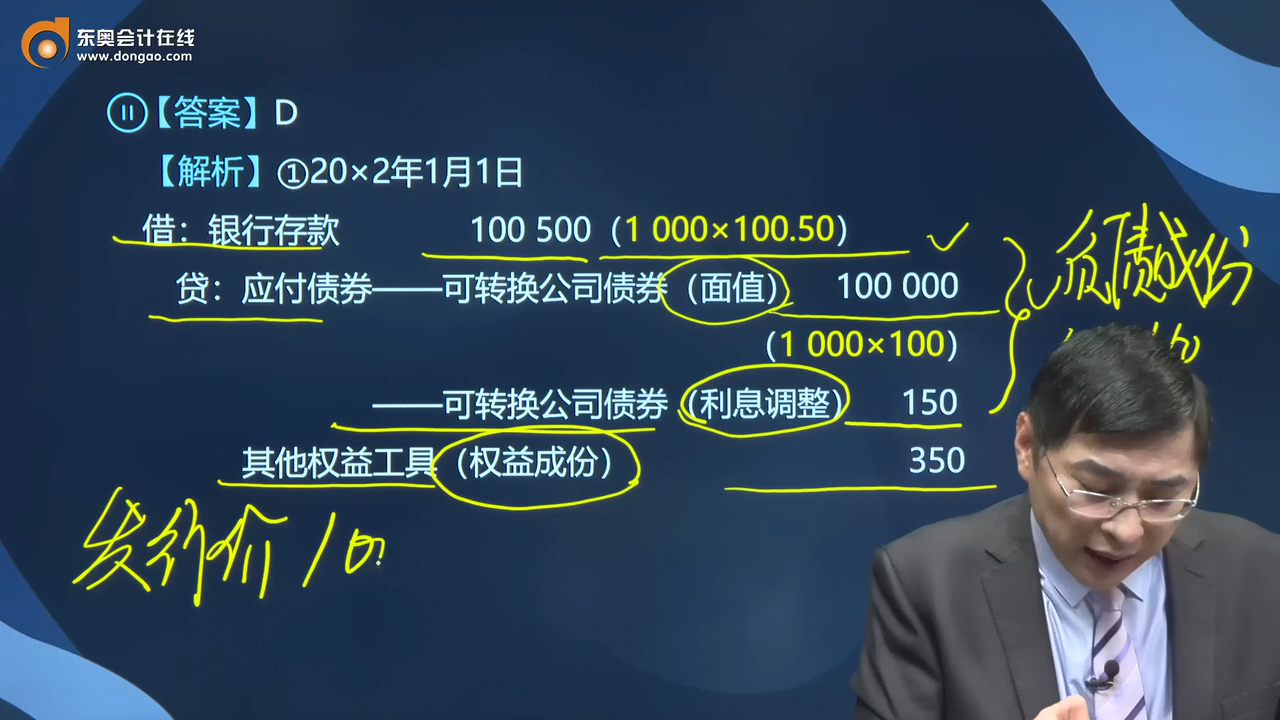 东奥会计在线
www.dongao.com
⑪【答案】D
【解析】①20×2年1月1日
借：银行存款 100 500（1 000×100.50）
贷：应付债券——可转换公司债券（面值） 100 000
（1 000×100）
——可转换公司债券（利息调整） 150
其他权益工具（权益成份） 350
负债成份
发行价